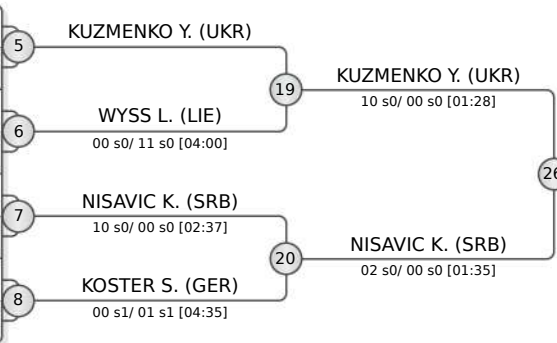 5
KUZMENKO Y. (UKR)
19
KUZMENKO Y. (UKR)
10 s0/ 00 s0 [01:28]
6
WYSS L. (LIE)
00 s0/ 11 s0 [04:00]
26
7
NISAVIC K. (SRB)
10 s0/ 00 s0 [02:37]
20
NISAVIC K. (SRB)
02 s0/ 00 s0 [01:35]
8
KOSTER S. (GER)
00 s1/ 01 s1 [04:35]